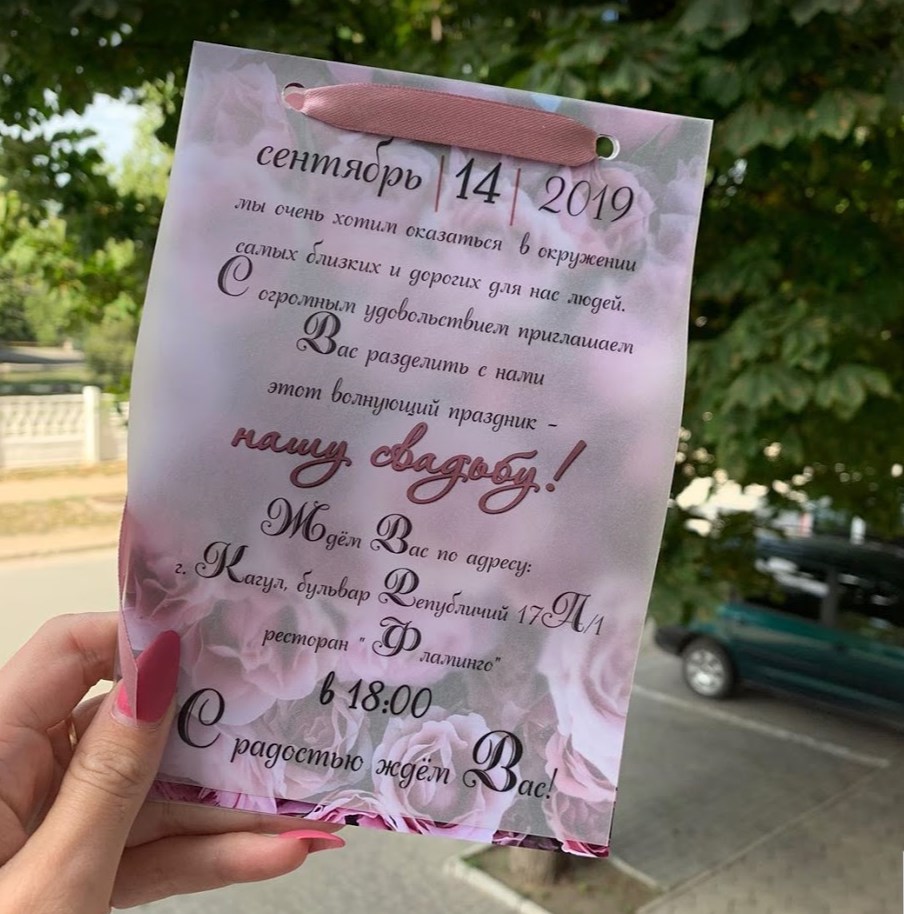 сентябрь | 14 | 2019
мы очень хотим оказаться в окружении
самых близких и дорогих для нас людей.
С огромным удовольствием приглашаем
Вас разделить с нами
этот волнующий праздник –
нашу свадьбу!
Ждём Вас по адресу:
г. Кагул, бульвар Републичий 17П/1
ресторан " Фламинго"
в 18:00
С радостью ждём Вас!